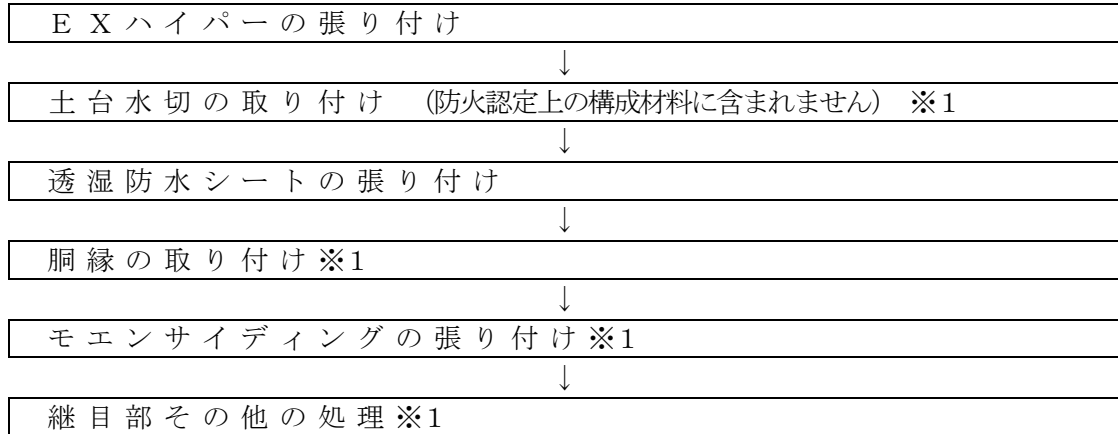 ＥＸハイパーの張り付け
↓
土台水切の取り付け　(防火認定上の構成材料に含まれません)　※１
↓
透湿防水シートの張り付け
↓
胴縁の取り付け※１
↓
モエンサイディングの張り付け※１
↓
継目部その他の処理※１